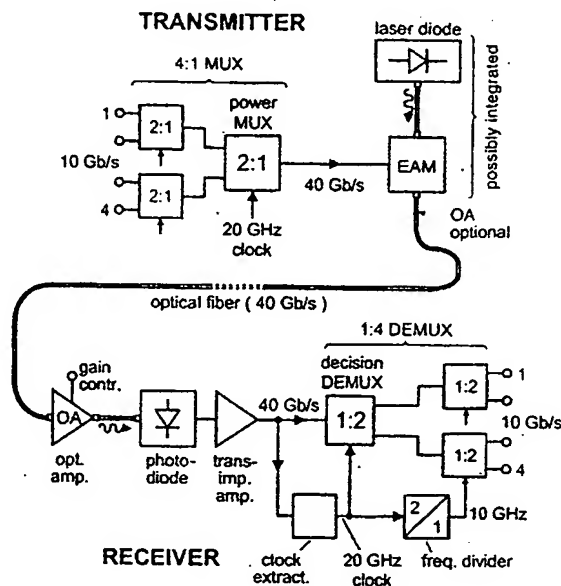 TRANSMITTER
laser diode
4:1 MUX
possibly integrated
power
MUX
1
2:1
10 Gb/s
2:1
40 Gb/s
EAM
2:1
4
20 GHz
clock
OA
optional
optical fiber ( 40 Gb/s )
1:4 DEMUX
gain
contr.
decision
DEMUX
40 Gb/s
OA
1:2
1:2
1
10 Gb/s
1:2
4
opt.
amp.
photo-
diode
trans-
imp.
amp.
2
1
10 GHz
RECEIVER
clock
extract.
20 GHz
clock
freq. divider